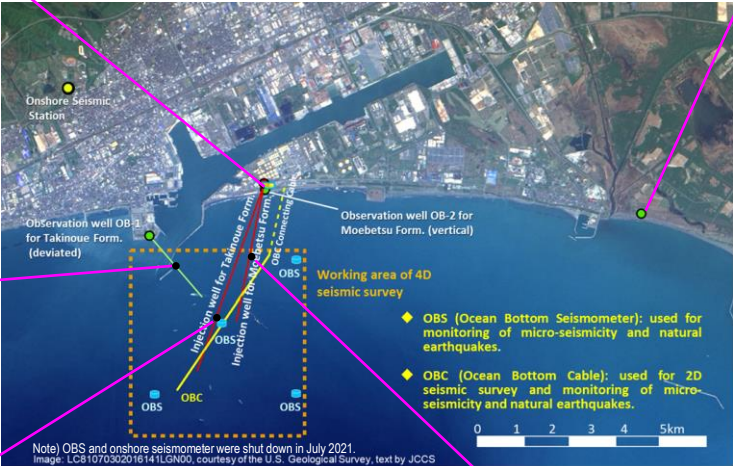 Onshore Seismic
Station
Observation well OB-1
for Takinoue Form.
(deviated)
Injection well for Takinoue Form.
Injection well for Moebetsu Form.
OBC Connecting Cable
Observation well OB-2 for
Moebetsu Form. (vertical)
OBS
Working area of 4D
seismic survey
OBS
OBC
OBS
OBS
◆ OBS (Ocean Bottom Seismometer): used for
monitoring of micro-seismicity and natural
earthquakes.
◆ OBC (Ocean Bottom Cable): used for 2D
seismic survey and monitoring of micro-
seismicity and natural earthquakes.
0 1 2 3 4 5km
Note) OBS and onshore seismometer were shut down in July 2021.
Image: LC81070302016141LGN00, courtesy of the U.S. Geological Survey, text by JCCS